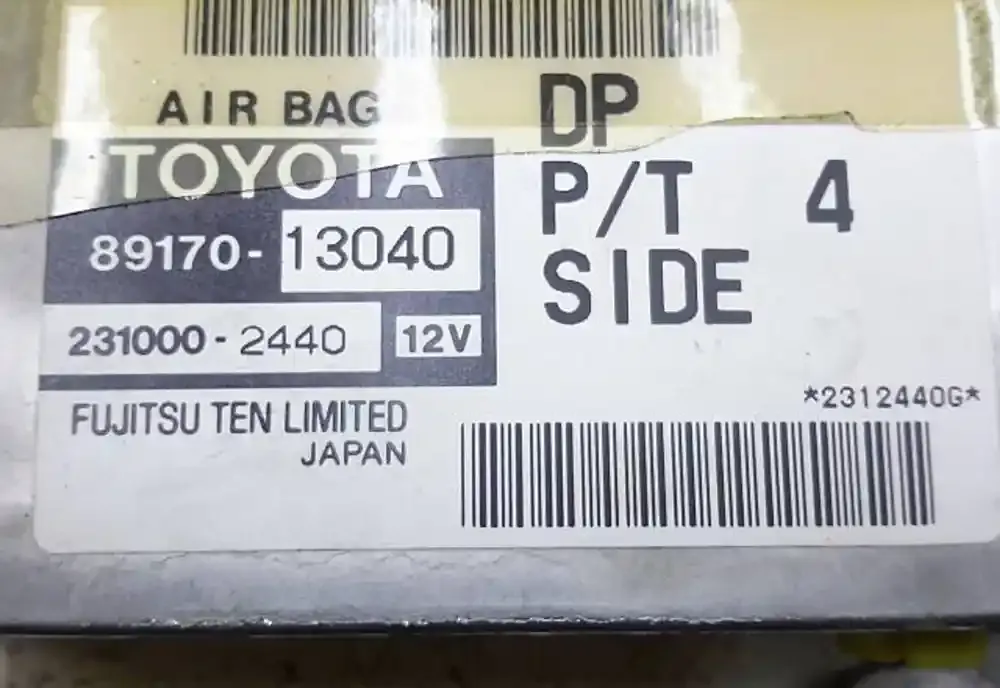 AIR BAG
TOYOTA
89170-13040
231000-2440 12V
FUJITSU TEN LIMITED
JAPAN
DP
P/T 4
SIDE
*2312440G*